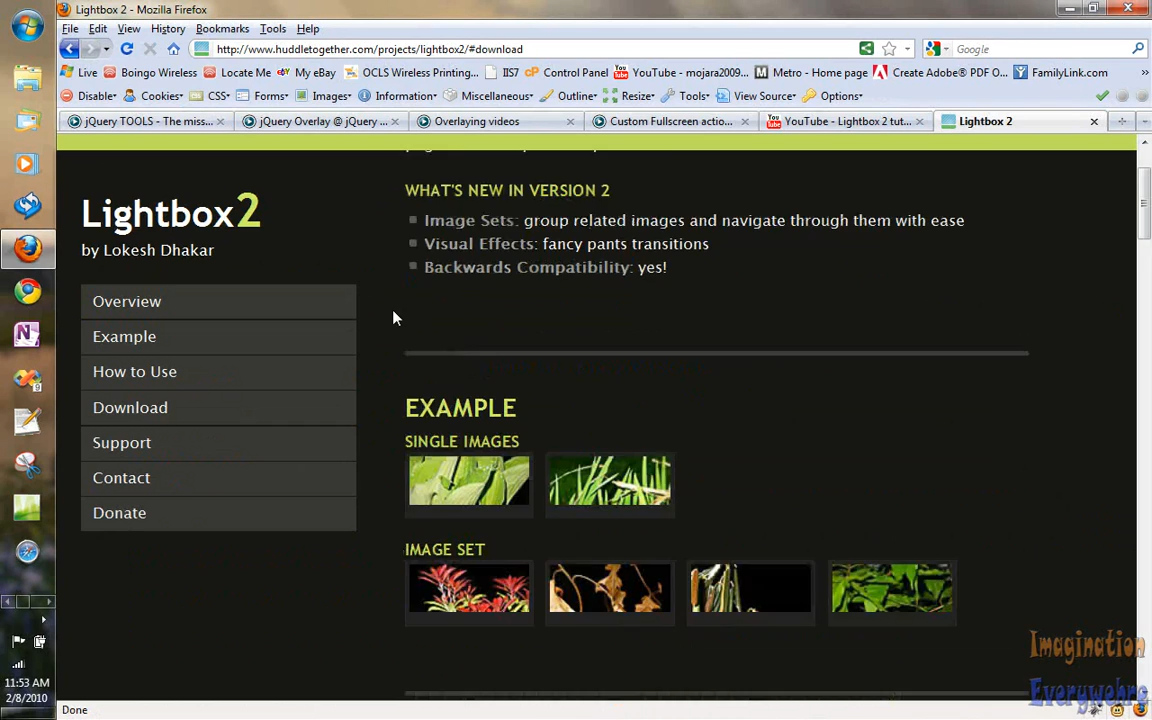 Lightbox 2 - Mozilla Firefox
File Edit View History Bookmarks Tools Help
http://www.huddletogether.com/projects/lightbox2/#download
Google
Live Boingo Wireless Locate Me My eBay OCLS Wireless Printing... IIS7 cP Control Panel YouTube - mojara2009... M Metro - Home page Create Adobe® PDF O... FamilyLink.com »
Disable Cookies CSS Forms Images Information Miscellaneous Outline Resize Tools View Source Options
jQuery TOOLS - The miss... jQuery Overlay @ jQuery ... Overlaying videos Custom Fullscreen actio... YouTube - Lightbox 2 tut... Lightbox 2
WHAT'S NEW IN VERSION 2
Image Sets: group related images and navigate through them with ease
Visual Effects: fancy pants transitions
Backwards Compatibility: yes!
Lightbox2
by Lokesh Dhakar
Overview
Example
How to Use
Download
Support
Contact
Donate
EXAMPLE
SINGLE IMAGES
IMAGE SET
Imagination
Everywehre
11:53 AM
2/8/2010
Done